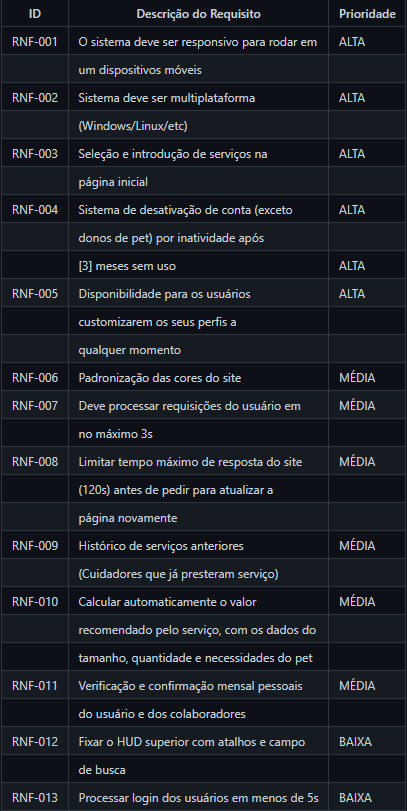 ID Descrição do Requisito Prioridade
RNF-001 O sistema deve ser responsivo para rodar em ALTA
um dispositivos móveis
RNF-002 Sistema deve ser multiplataforma ALTA
(Windows/Linux/etc)
RNF-003 Seleção e introdução de serviços na ALTA
página inicial
RNF-004 Sistema de desativação de conta (exceto ALTA
donos de pet) por inatividade após
[3] meses sem uso ALTA
RNF-005 Disponibilidade para os usuários ALTA
customizarem os seus perfis a
qualquer momento
RNF-006 Padronização das cores do site MÉDIA
RNF-007 Deve processar requisições do usuário em MÉDIA
no máximo 3s
RNF-008 Limitar tempo máximo de resposta do site MÉDIA
(120s) antes de pedir para atualizar a
página novamente
RNF-009 Histórico de serviços anteriores MÉDIA
(Cuidadores que já presteram serviço)
RNF-010 Calcular automaticamente o valor MÉDIA
recomendado pelo serviço, com os dados do
tamanho, quantidade e necessidades do pet
RNF-011 Verificação e confirmação mensal pessoais MÉDIA
do usuário e dos colaboradores
RNF-012 Fixar o HUD superior com atalhos e campo BAIXA
de busca
RNF-013 Processar login dos usuários em menos de 5s BAIXA